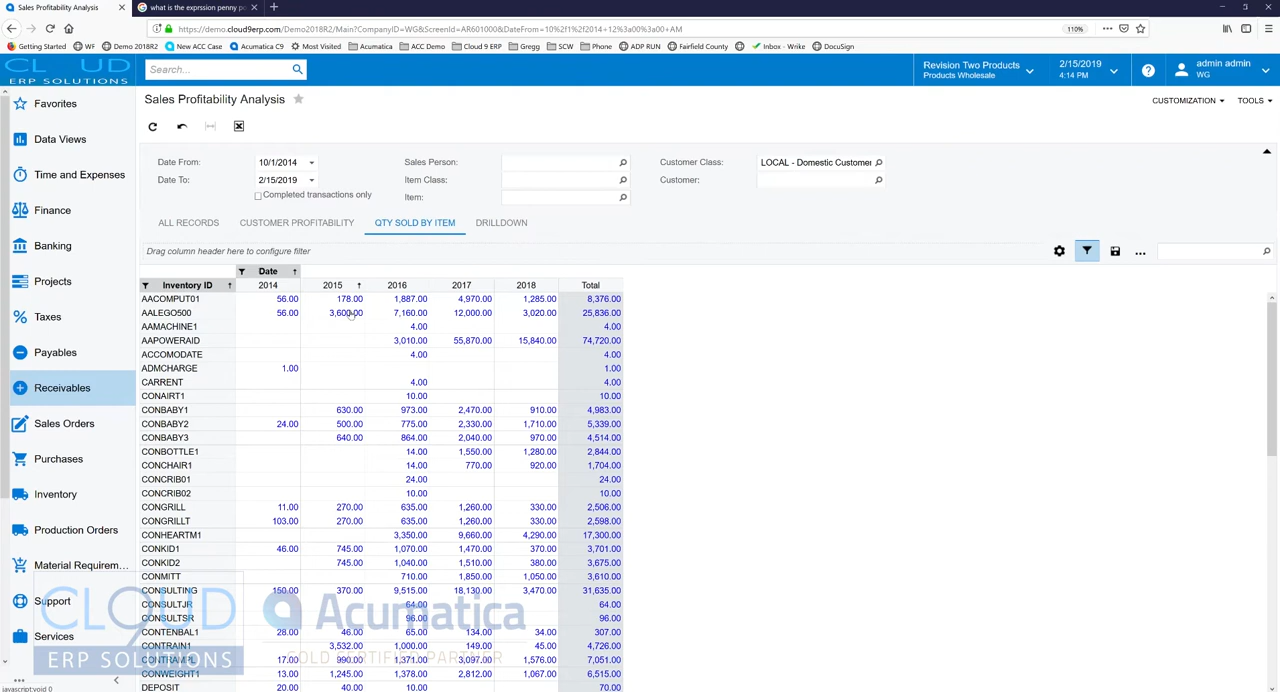 Sales Profitability Analysis
what is the exprssion penny po
https://demo.cloud9erp.com/Demo2018R2/Main?CompanyID=WG&ScreenId=AR601000&DateFrom=10%2f1%2f2014+12%3a00%3a00+AM
110%
Getting Started WF Demo 2018R2 New ACC Case Acumatica C9 Most Visited Acumatica ACC Demo Cloud 9 ERP Gregg SCW Phone ADP RUN Fairfield County Inbox - Wrike DocuSign
CLOUD
ERP SOLUTIONS
Search...
Revision Two Products
Products Wholesale
2/15/2019
4:14 PM
admin admin
WG
Favorites
Data Views
Time and Expenses
Finance
Banking
Projects
Taxes
Payables
Receivables
Sales Orders
Purchases
Inventory
Production Orders
Material Requirem...
Support
Services
Sales Profitability Analysis
CUSTOMIZATION TOOLS
Date From: 10/1/2014 Sales Person: Customer Class: LOCAL - Domestic Customer
Date To: 2/15/2019 Item Class: Customer:
Completed transactions only Item:
ALL RECORDS CUSTOMER PROFITABILITY QTY SOLD BY ITEM DRILLDOWN
Drag column header here to configure filter
Date
Inventory ID 2014 2015 2016 2017 2018 Total
AACOMPUT01 56.00 178.00 1,887.00 4,970.00 1,285.00 8,376.00
AALEGO500 56.00 3,600.00 7,160.00 12,000.00 3,020.00 25,836.00
AAMACHINE1 4.00 4.00
AAPOWERAID 3,010.00 55,870.00 15,840.00 74,720.00
ACCOMODATE 4.00 4.00
ADMCHARGE 1.00 1.00
CARRENT 4.00 4.00
CONAIRT1 10.00 10.00
CONBABY1 630.00 973.00 2,470.00 910.00 4,983.00
CONBABY2 24.00 500.00 775.00 2,330.00 1,710.00 5,339.00
CONBABY3 640.00 864.00 2,040.00 970.00 4,514.00
CONBOTTLE1 14.00 1,550.00 1,280.00 2,844.00
CONCHAIR1 14.00 770.00 920.00 1,704.00
CONCRIB01 24.00 24.00
CONCRIB02 10.00 10.00
CONGRILL 11.00 270.00 635.00 1,260.00 330.00 2,506.00
CONGRILLT 103.00 270.00 635.00 1,260.00 330.00 2,598.00
CONHEARTM1 3,350.00 9,660.00 4,290.00 17,300.00
CONKID1 46.00 745.00 1,070.00 1,470.00 370.00 3,701.00
CONKID2 745.00 1,040.00 1,510.00 380.00 3,675.00
CONMITT 710.00 1,850.00 1,050.00 3,610.00
CONSULTING 150.00 370.00 9,515.00 18,130.00 3,470.00 31,635.00
CONSULTJR 64.00 64.00
CONSULTSR 96.00 96.00
CONTENBAL1 28.00 46.00 65.00 134.00 34.00 307.00
CONTRAIN1 3,532.00 1,000.00 149.00 45.00 4,726.00
CONTRAMPL 17.00 990.00 1,371.00 3,097.00 1,576.00 7,051.00
CONWEIGHT1 13.00 1,245.00 1,378.00 2,812.00 1,067.00 6,515.00
DEPOSIT 20.00 40.00 10.00 70.00
CLOUD
ERP SOLUTIONS
Acumatica
GOLD CERTIFIED PARTNER
javascript:void 0